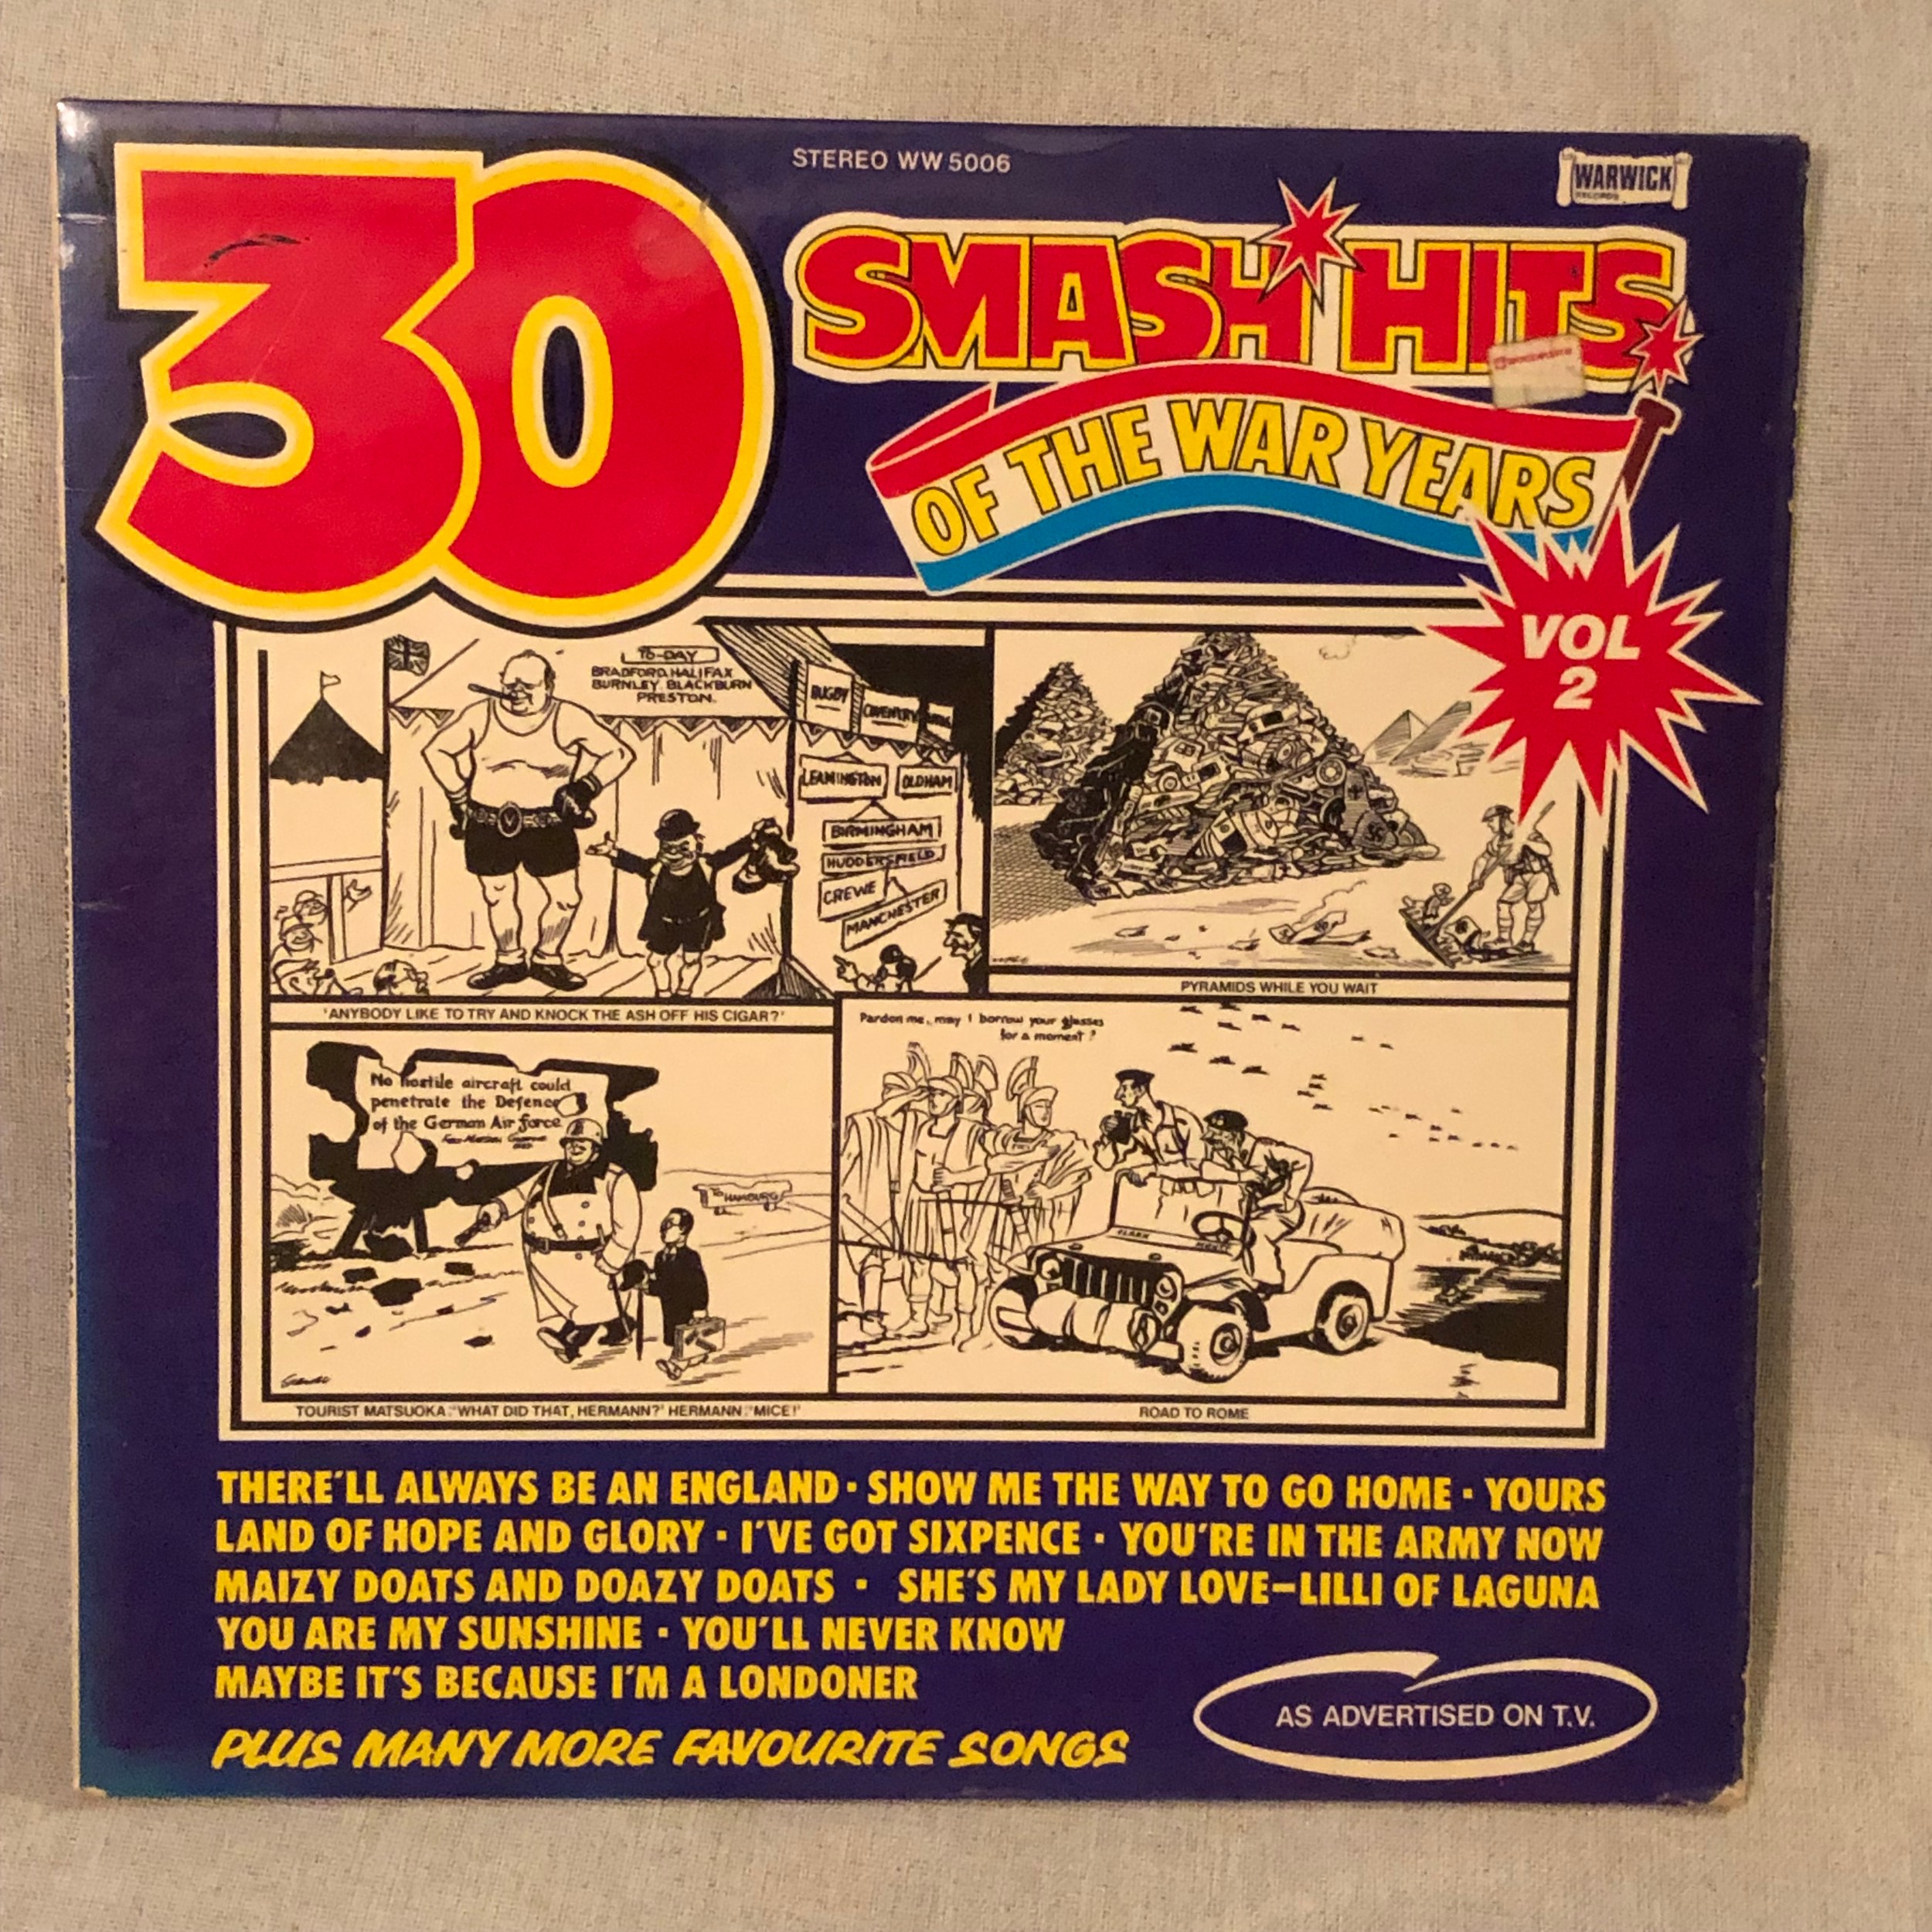 STEREO WW 5006
WARWICK
RECORDS
30
SMASH HITS
OF THE WAR YEARS
VOL
2
TO-DAY
BRADFORD. HALIFAX
BURNLEY. BLACKBURN
PRESTON.
RUGBY
COVENTRY
LEAMINGTON
OLDHAM
BIRMINGHAM
HUDDERSFIELD
CREWE
MANCHESTER
'ANYBODY LIKE TO TRY AND KNOCK THE ASH OFF HIS CIGAR?'
PYRAMIDS WHILE YOU WAIT
No hostile aircraft could
penetrate the Defence
of the German Air force
TO HAMBURG
TOURIST MATSUOKA: 'WHAT DID THAT, HERMANN?' HERMANN: 'MICE!'
Pardon me, may I borrow your glasses
for a moment?
ROAD TO ROME
THERE'LL ALWAYS BE AN ENGLAND · SHOW ME THE WAY TO GO HOME · YOURS
LAND OF HOPE AND GLORY · I'VE GOT SIXPENCE · YOU'RE IN THE ARMY NOW
MAIZY DOATS AND DOAZY DOATS · SHE'S MY LADY LOVE-LILLI OF LAGUNA
YOU ARE MY SUNSHINE · YOU'LL NEVER KNOW
MAYBE IT'S BECAUSE I'M A LONDONER
PLUS MANY MORE FAVOURITE SONGS
AS ADVERTISED ON T.V.